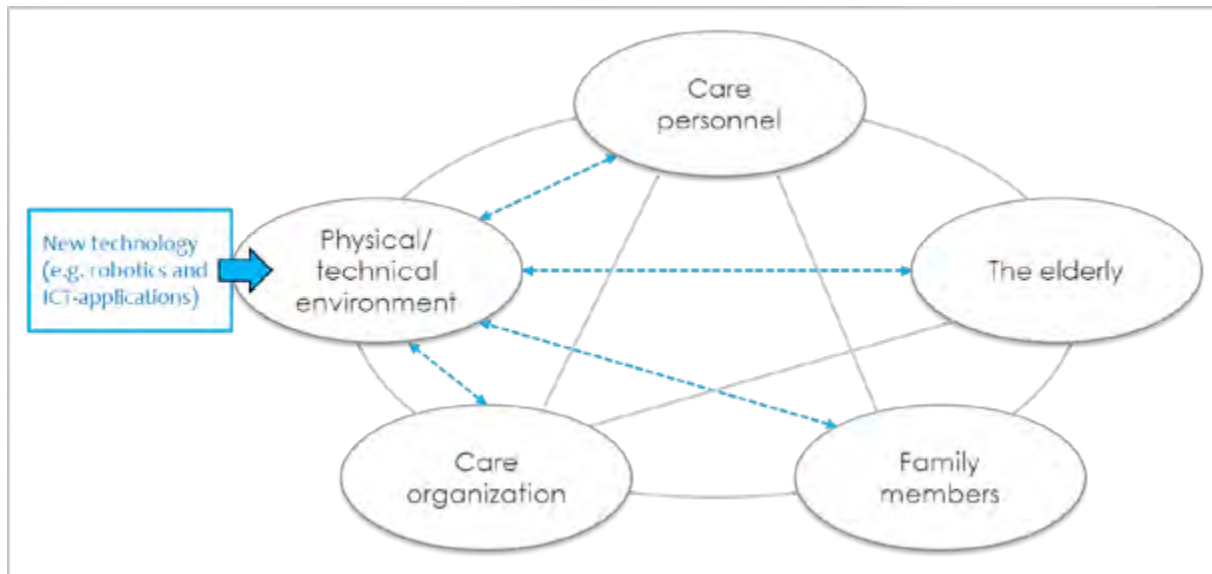 Care
personnel
New technology
(e.g. robotics and
ICT-applications)
Physical/
technical
environment
The elderly
Care
organization
Family
members